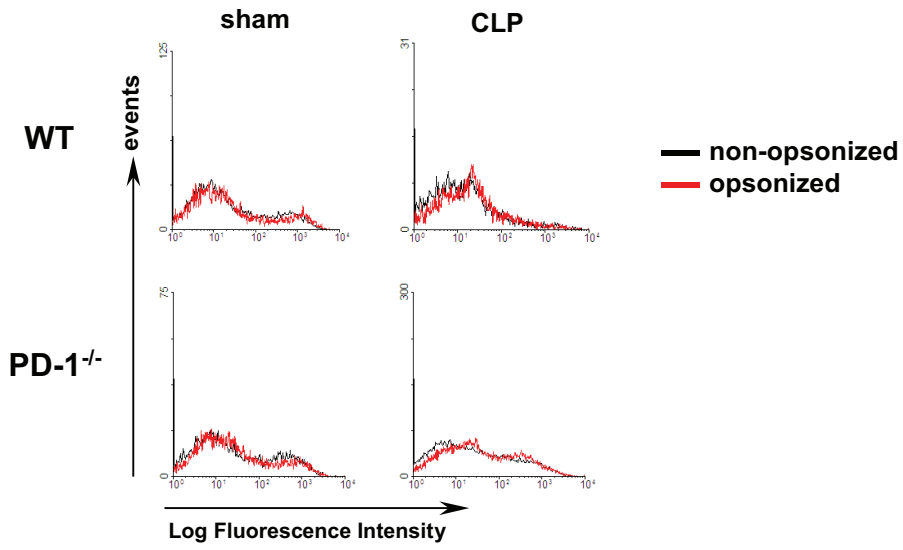 sham CLP
125 31
WT events
non-opsonized
opsonized
0 0
10⁰ 10¹ 10² 10³ 10⁴ 10⁰ 10¹ 10² 10³ 10⁴
75 300
PD-1⁻/⁻
0 0
10⁰ 10¹ 10² 10³ 10⁴ 10⁰ 10¹ 10² 10³ 10⁴
Log Fluorescence Intensity